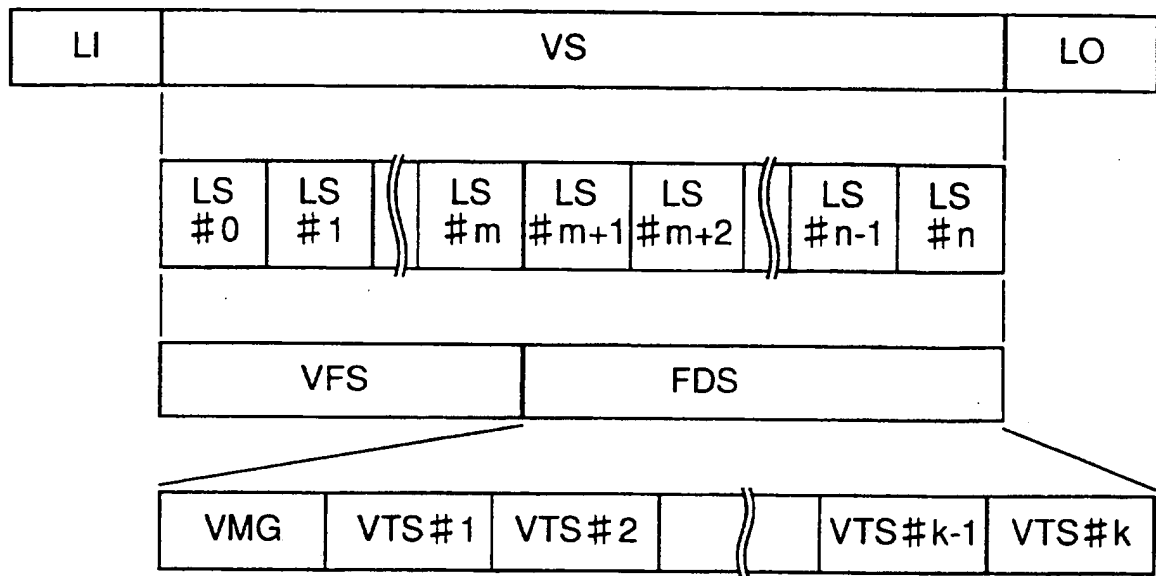 LI VS LO
LS LS LS LS LS LS LS
#0 #1 #m #m+1 #m+2 #n-1 #n
VFS FDS
VMG VTS#1 VTS#2 VTS#k-1 VTS#k